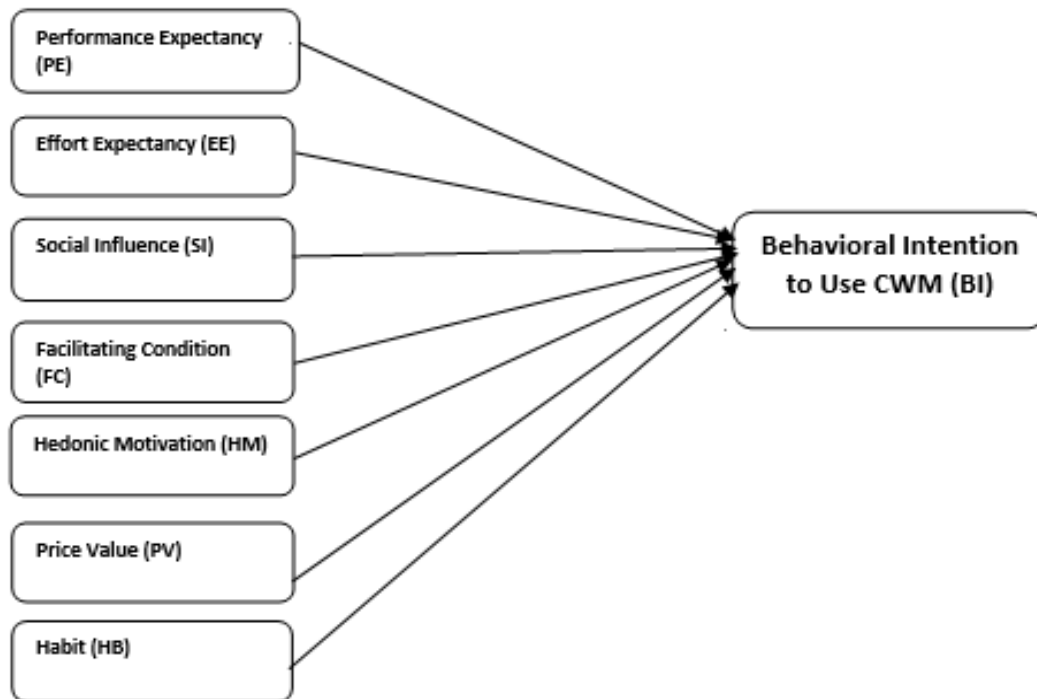 Performance Expectancy
(PE)
Effort Expectancy (EE)
Social Influence (SI)
Facilitating Condition
(FC)
Hedonic Motivation (HM)
Price Value (PV)
Habit (HB)
Behavioral Intention
to Use CWM (BI)